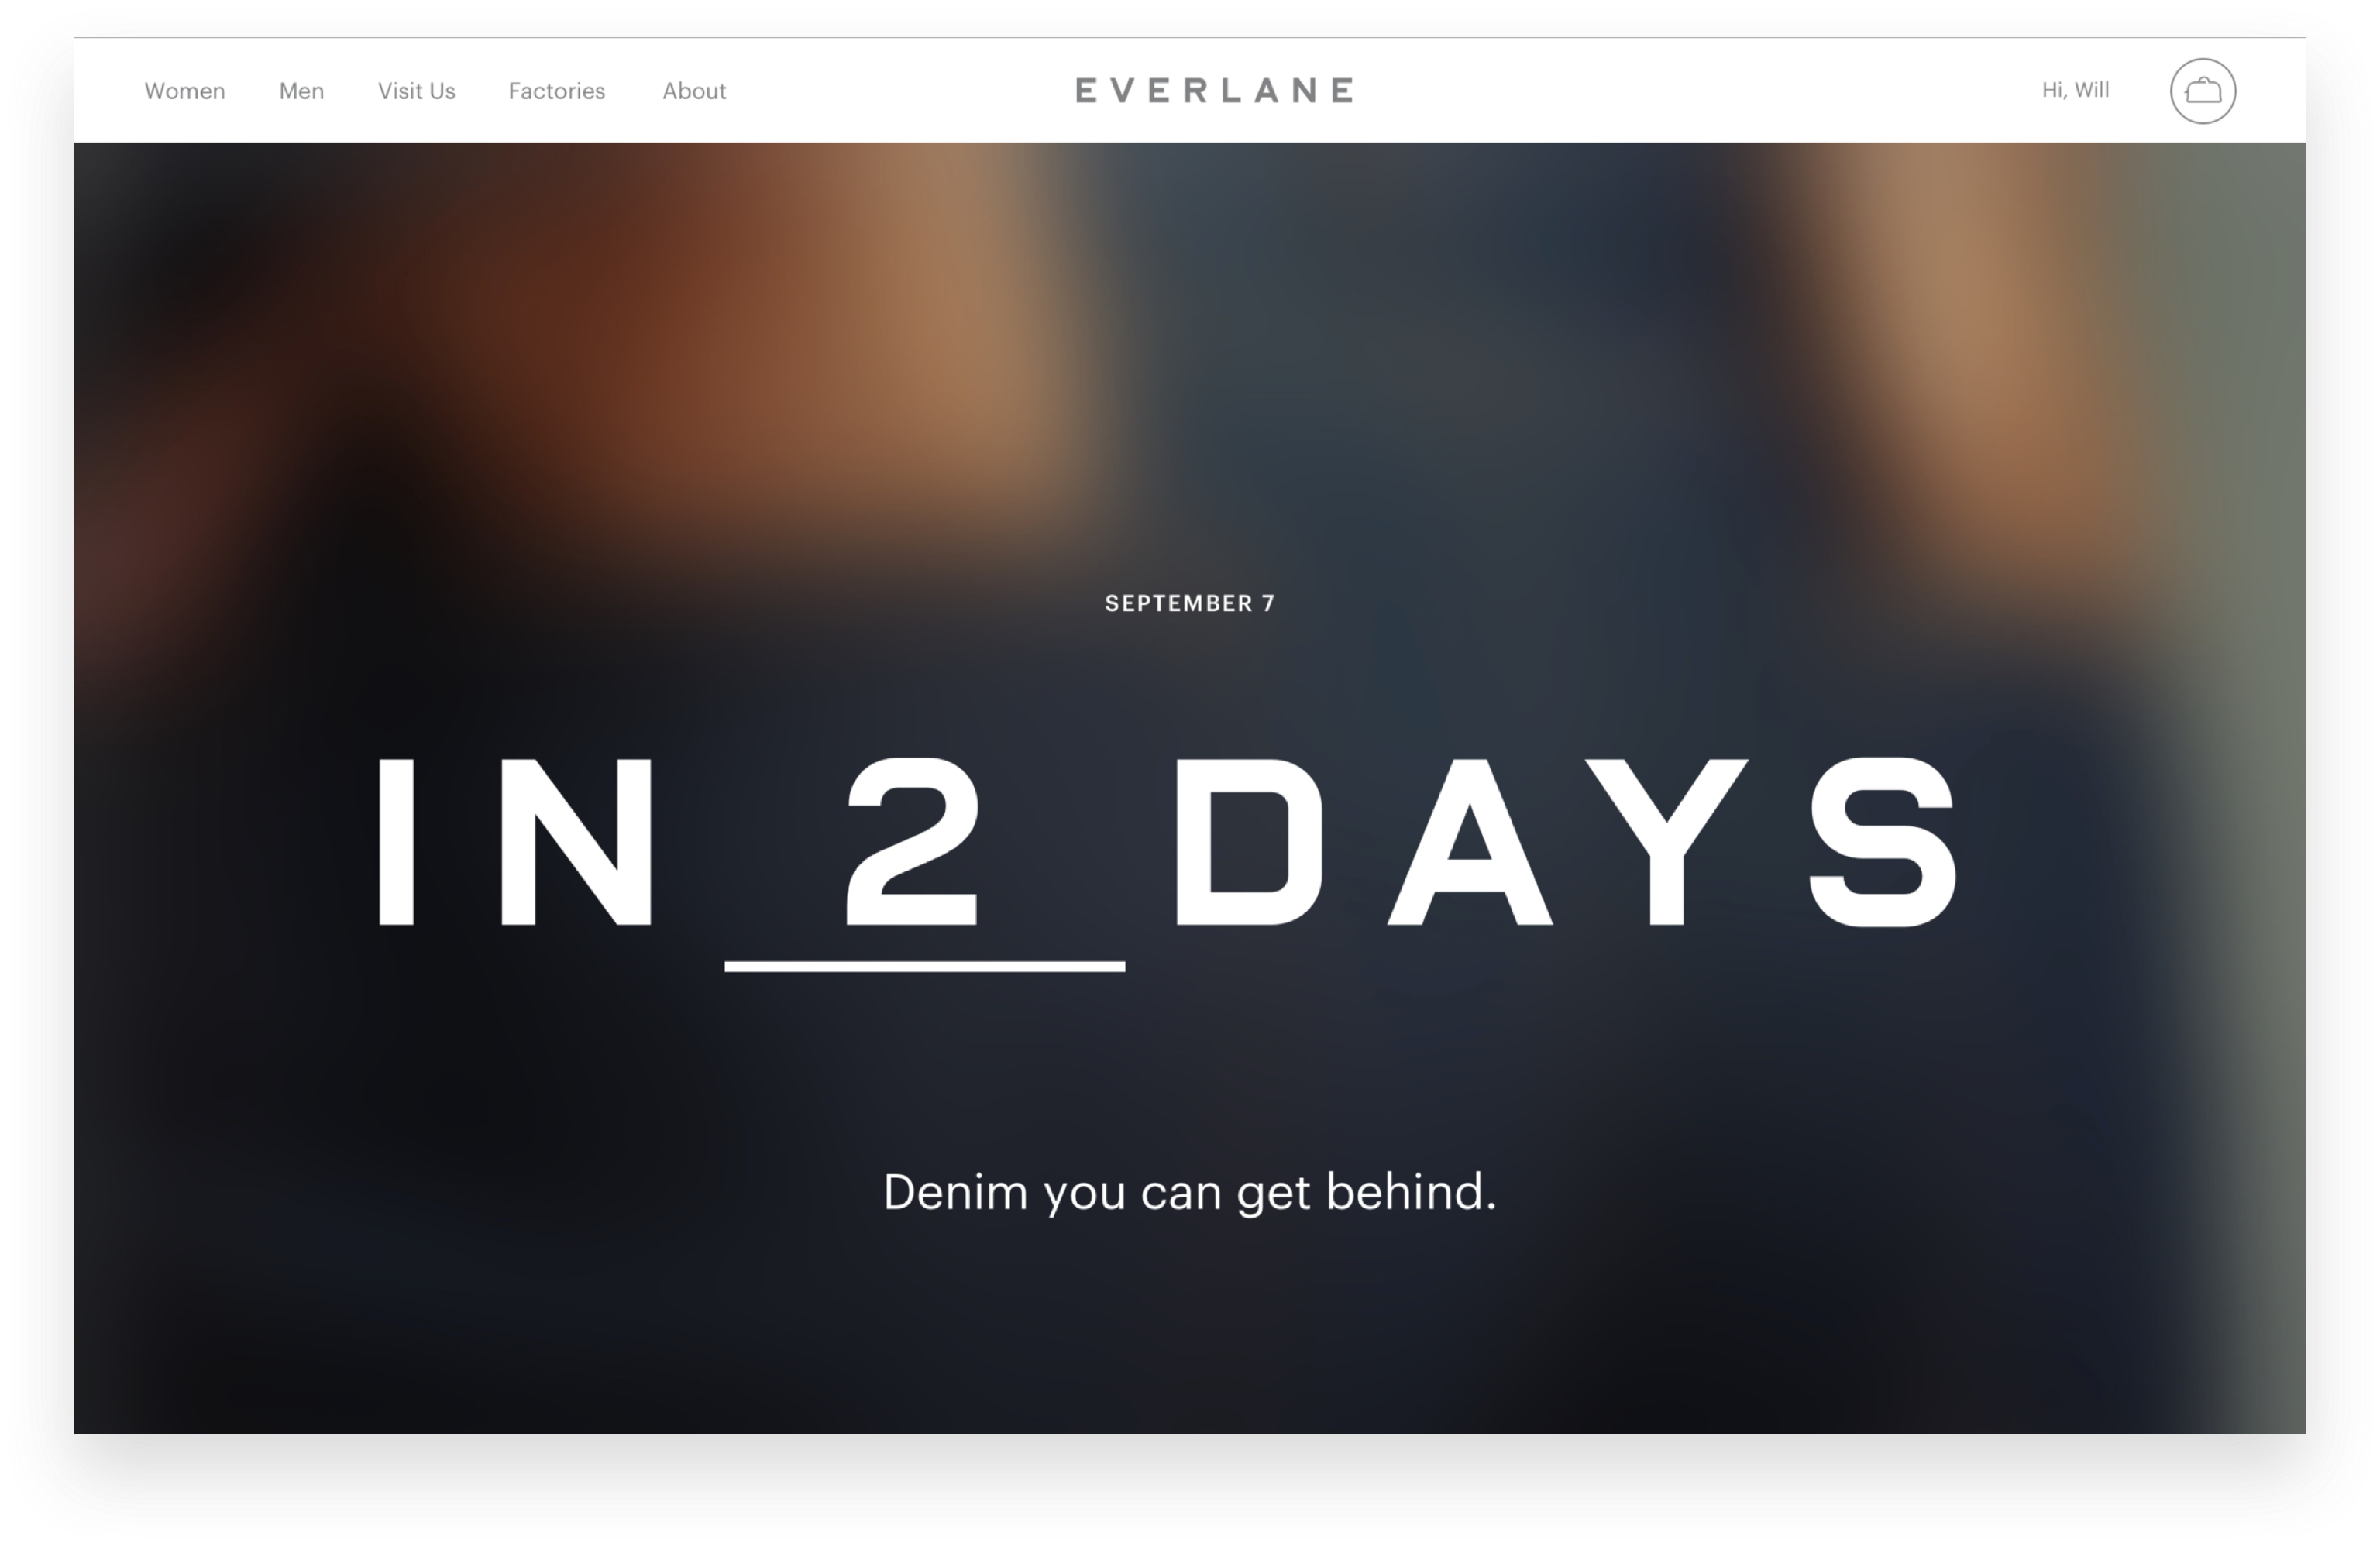 Women Men Visit Us Factories About EVERLANE Hi, Will
SEPTEMBER 7
IN 2 DAYS
Denim you can get behind.